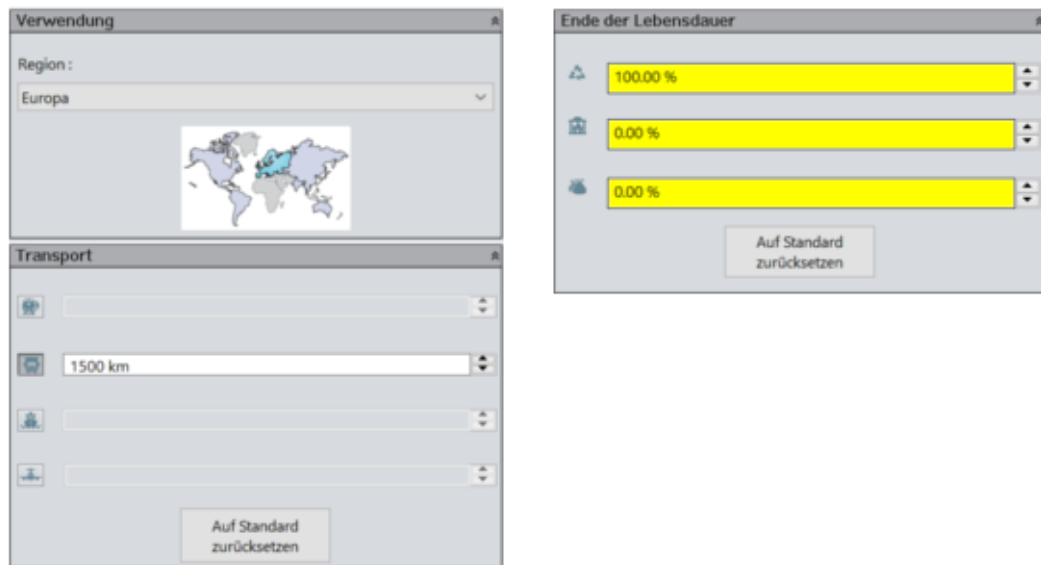 Verwendung
Region :
Europa
Transport
1500 km
Auf Standard
zurücksetzen
Ende der Lebensdauer
100.00 %
0.00 %
0.00 %
Auf Standard
zurücksetzen